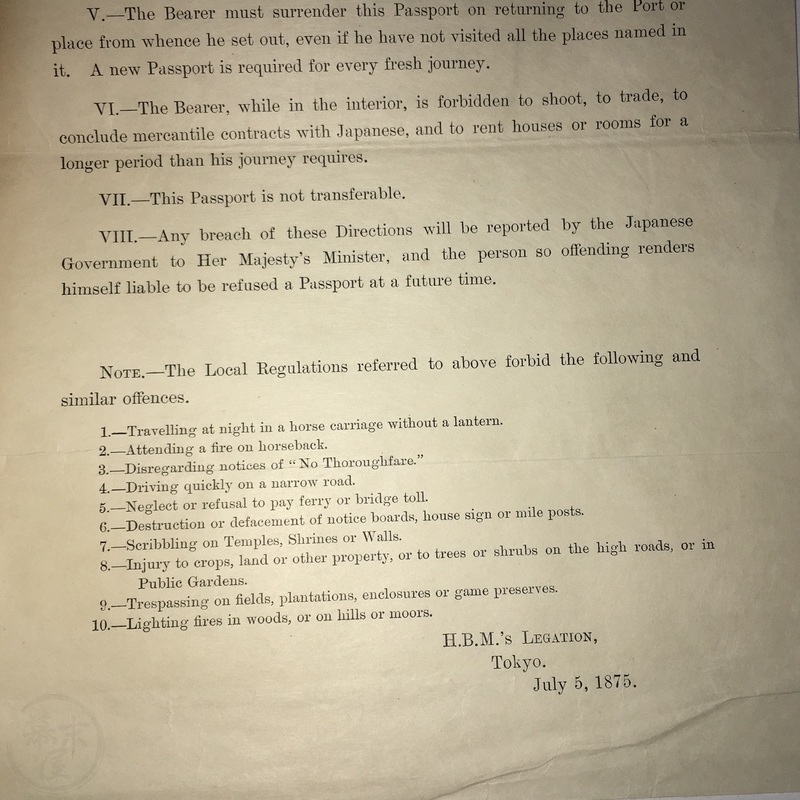 V.—The Bearer must surrender this Passport on returning to the Port or
place from whence he set out, even if he have not visited all the places named in
it. A new Passport is required for every fresh journey.
VI.—The Bearer, while in the interior, is forbidden to shoot, to trade, to
conclude mercantile contracts with Japanese, and to rent houses or rooms for a
longer period than his journey requires.
VII.—This Passport is not transferable.
VIII.—Any breach of these Directions will be reported by the Japanese
Government to Her Majesty's Minister, and the person so offending renders
himself liable to be refused a Passport at a future time.
NOTE.—The Local Regulations referred to above forbid the following and
similar offences.
1.—Travelling at night in a horse carriage without a lantern.
2.—Attending a fire on horseback.
3.—Disregarding notices of "No Thoroughfare."
4.—Driving quickly on a narrow road.
5.—Neglect or refusal to pay ferry or bridge toll.
6.—Destruction or defacement of notice boards, house sign or mile posts.
7.—Scribbling on Temples, Shrines or Walls.
8.—Injury to crops, land or other property, or to trees or shrubs on the high roads, or in
Public Gardens.
9.—Trespassing on fields, plantations, enclosures or game preserves.
10.—Lighting fires in woods, or on hills or moors.
H.B.M.'s LEGATION,
Tokyo.
July 5, 1875.
幕末屋